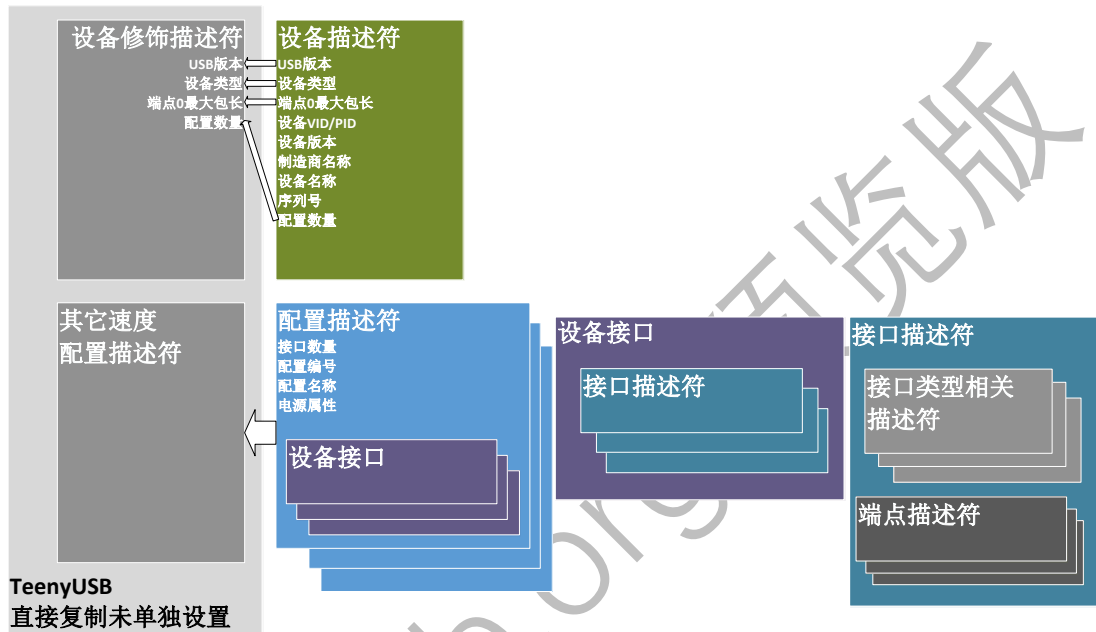 设备修饰描述符
USB版本
设备类型
端点0最大包长
配置数量
设备描述符
USB版本
设备类型
端点0最大包长
设备VID/PID
设备版本
制造商名称
设备名称
序列号
配置数量
其它速度
配置描述符
配置描述符
接口数量
配置编号
配置名称
电源属性
设备接口
设备接口
接口描述符
接口描述符
接口类型相关
描述符
端点描述符
TeenyUSB
直接复制未单独设置